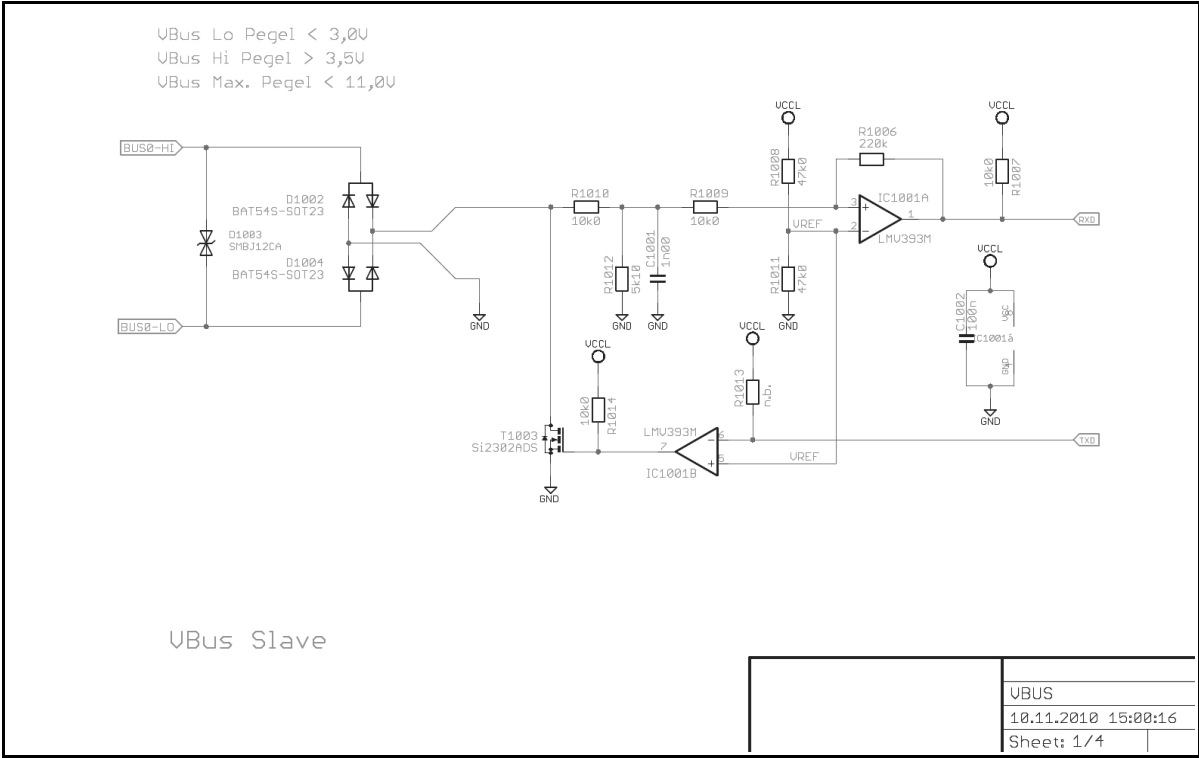 VBus Lo Pegel < 3,0V
VBus Hi Pegel > 3,5V
VBus Max. Pegel < 11,0V
VCCL
VCCL
R1006
220k
BUS0-HI
R1008
47k0
10k0
R1007
D1002
BAT54S-SOT23
R1010
10k0
R1009
10k0
IC1001A
3
+
1
2
-
LMV393M
VREF
RXD
D1003
SMBJ12CA
D1004
BAT54S-SOT23
C1001
1n00
R1012
5k10
R1011
47k0
VCCL
C1002
100n
VCC
8
IC1001á
GND
BUS0-LO
GND
GND
GND
GND
VCCL
VCCL
R1013
n.b.
10k0
R1014
GND
T1003
Si2302ADS
LMV393M
7
6
-
5
+
IC1001B
VREF
TXD
GND
VBus Slave
VBUS
10.11.2010 15:00:16
Sheet: 1/4